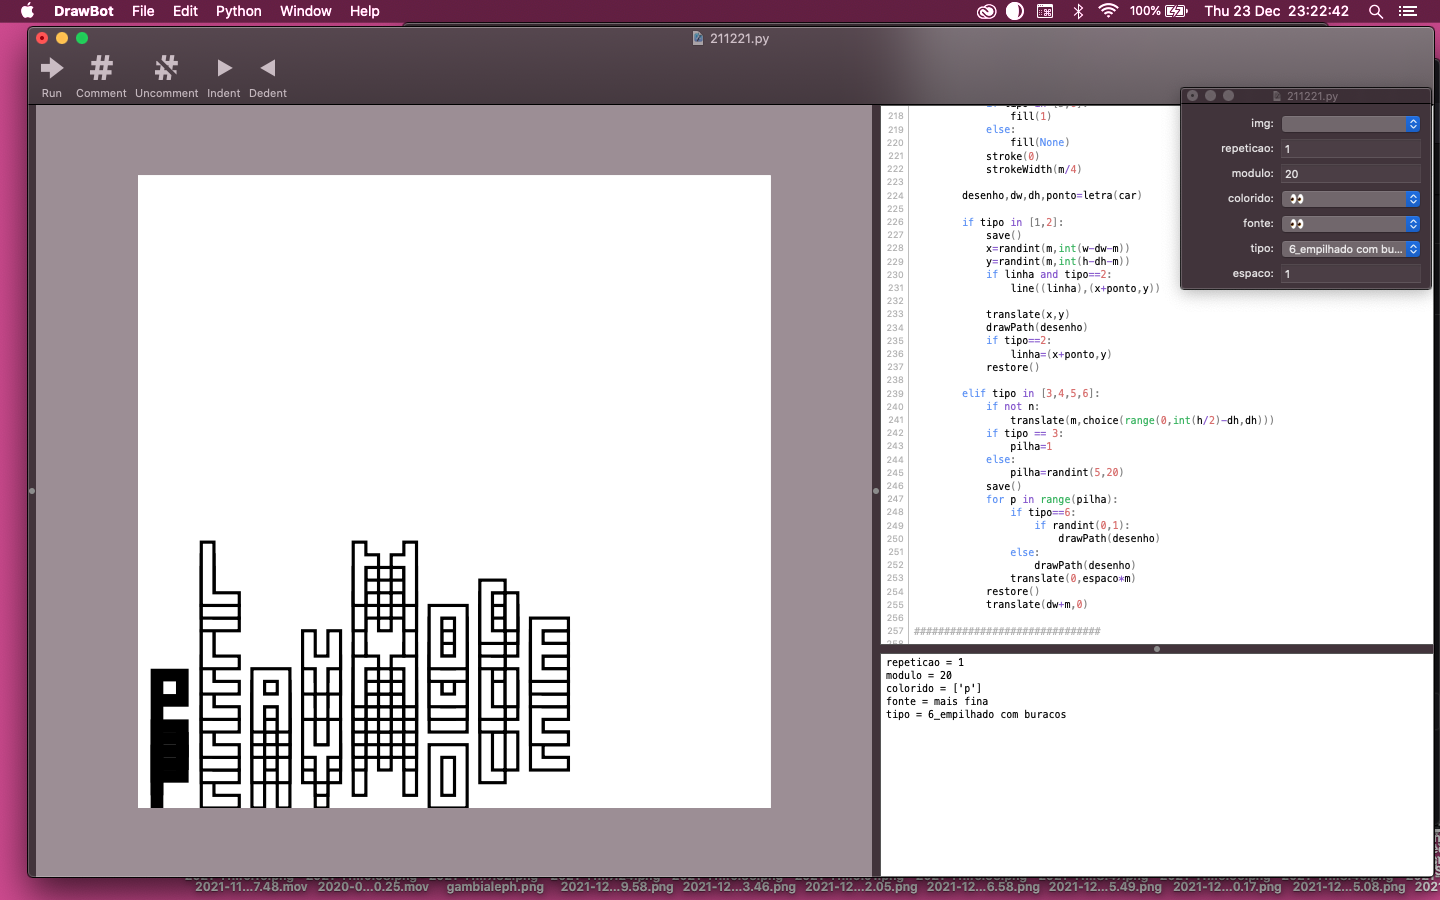 DrawBot File Edit Python Window Help 100% Thu 23 Dec 23:22:42
211221.py
Run Comment Uncomment Indent Dedent
211221.py
img:
repeticao: 1
modulo: 20
colorido: 👀
fonte: 👀
tipo: 6_empilhado com bu...
espaco: 1
218 fill(1)
219 else:
220 fill(None)
221 stroke(0)
222 strokeWidth(m/4)
223
224 desenho,dw,dh,ponto=letra(car)
225
226 if tipo in [1,2]:
227 save()
228 x=randint(m,int(w-dw-m))
229 y=randint(m,int(h-dh-m))
230 if linha and tipo==2:
231 line((linha),(x+ponto,y))
232
233 translate(x,y)
234 drawPath(desenho)
235 if tipo==2:
236 linha=(x+ponto,y)
237 restore()
238
239 elif tipo in [3,4,5,6]:
240 if not n:
241 translate(m,choice(range(0,int(h/2)-dh,dh)))
242 if tipo == 3:
243 pilha=1
244 else:
245 pilha=randint(5,20)
246 save()
247 for p in range(pilha):
248 if tipo==6:
249 if randint(0,1):
250 drawPath(desenho)
251 else:
252 drawPath(desenho)
253 translate(0,espaco*m)
254 restore()
255 translate(dw+m,0)
256
257 ###############################
repeticao = 1
modulo = 20
colorido = ['p']
fonte = mais fina
tipo = 6_empilhado com buracos
2021-11...7.48.mov 2020-0...0.25.mov gambialeph.png 2021-12...9.58.png 2021-12...3.46.png 2021-12...2.05.png 2021-12...6.58.png 2021-12...5.49.png 2021-12...0.17.png 2021-12...5.08.png